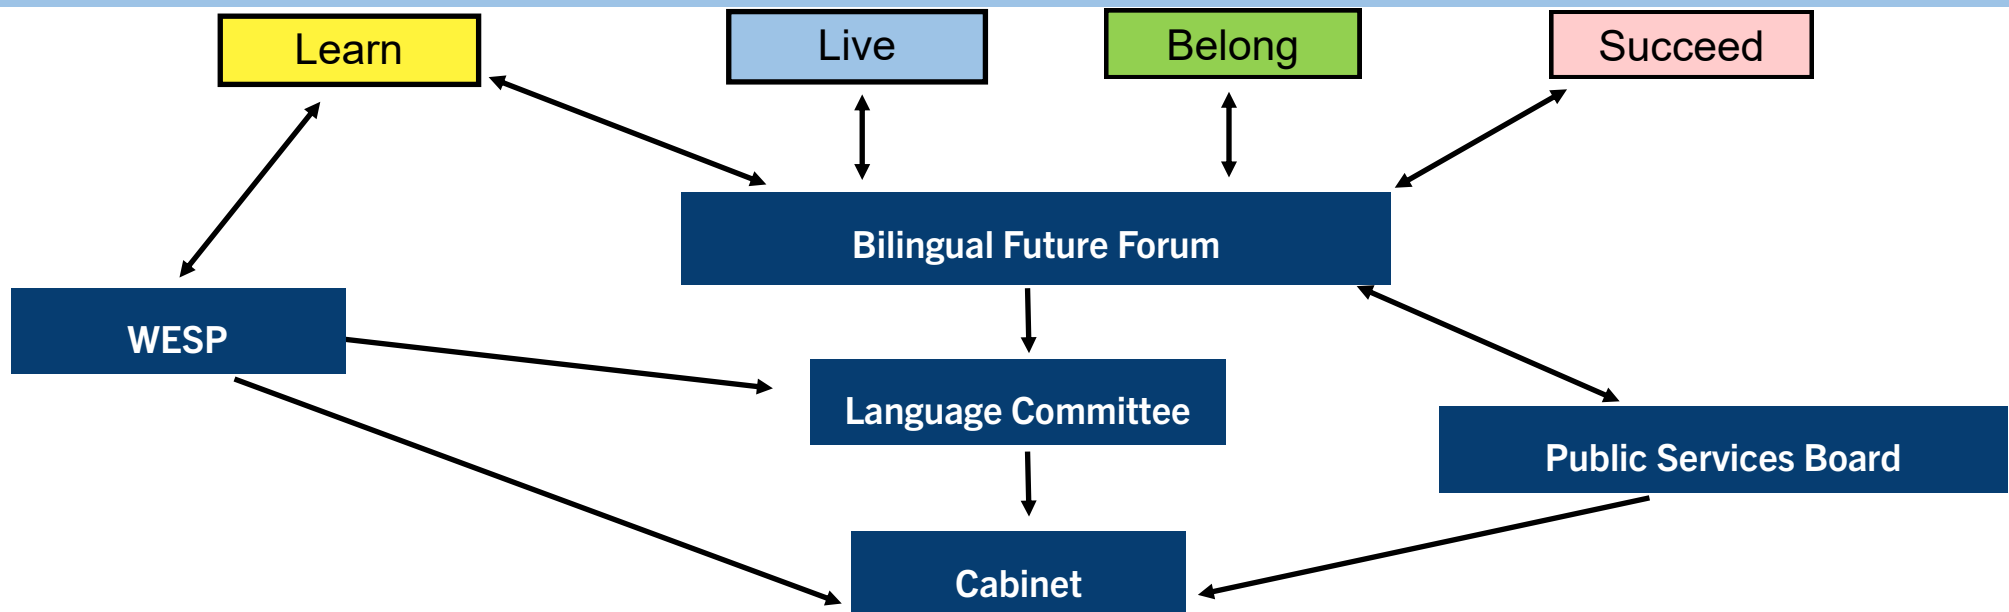 Learn
Live
Belong
Succeed
Bilingual Future Forum
WESP
Language Committee
Public Services Board
Cabinet